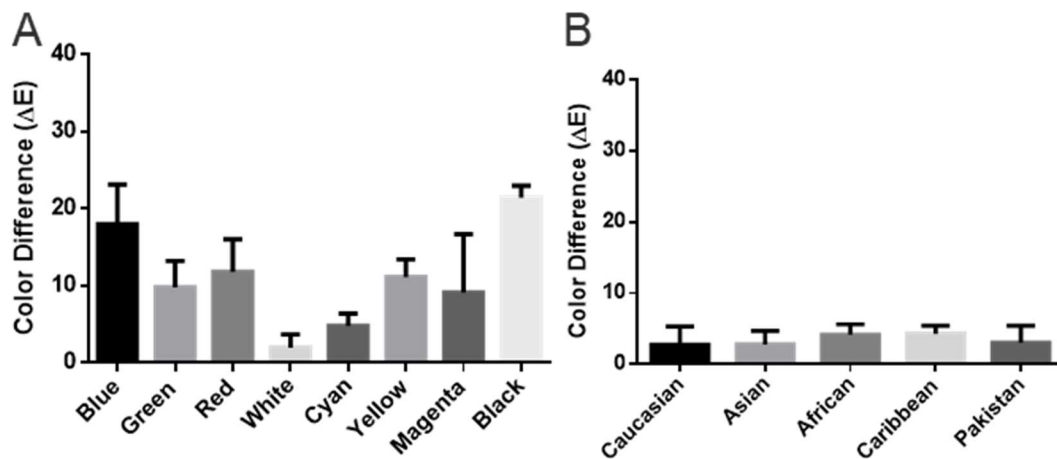 A
Color Difference (ΔE)
40
30
20
10
0
Blue
Green
Red
White
Cyan
Yellow
Magenta
Black
B
Color Difference (ΔE)
40
30
20
10
0
Caucasian
Asian
African
Caribbean
Pakistan